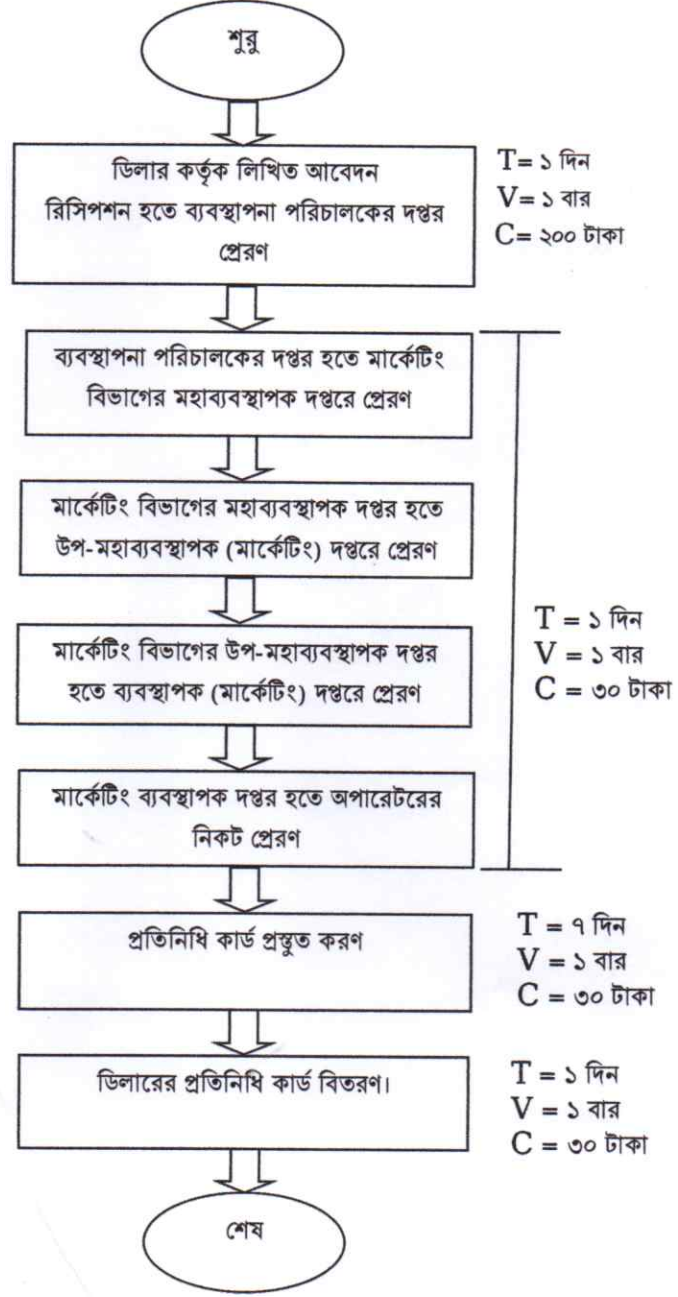 শুরু
ডিলার কর্তৃক লিখিত আবেদন
রিসিপশন হতে ব্যবস্থাপনা পরিচালকের দপ্তর
প্রেরণ
T= ১ দিন
V= ১ বার
C= ২০০ টাকা
ব্যবস্থাপনা পরিচালকের দপ্তর হতে মার্কেটিং
বিভাগের মহাব্যবস্থাপক দপ্তরে প্রেরণ
মার্কেটিং বিভাগের মহাব্যবস্থাপক দপ্তর হতে
উপ-মহাব্যবস্থাপক (মার্কেটিং) দপ্তরে প্রেরণ
মার্কেটিং বিভাগের উপ-মহাব্যবস্থাপক দপ্তর
হতে ব্যবস্থাপক (মার্কেটিং) দপ্তরে প্রেরণ
মার্কেটিং ব্যবস্থাপক দপ্তর হতে অপারেটরের
নিকট প্রেরণ
T = ১ দিন
V = ১ বার
C = ৩০ টাকা
প্রতিনিধি কার্ড প্রস্তুত করণ
T = ৭ দিন
V = ১ বার
C = ৩০ টাকা
ডিলারের প্রতিনিধি কার্ড বিতরণ।
T = ১ দিন
V = ১ বার
C = ৩০ টাকা
শেষ